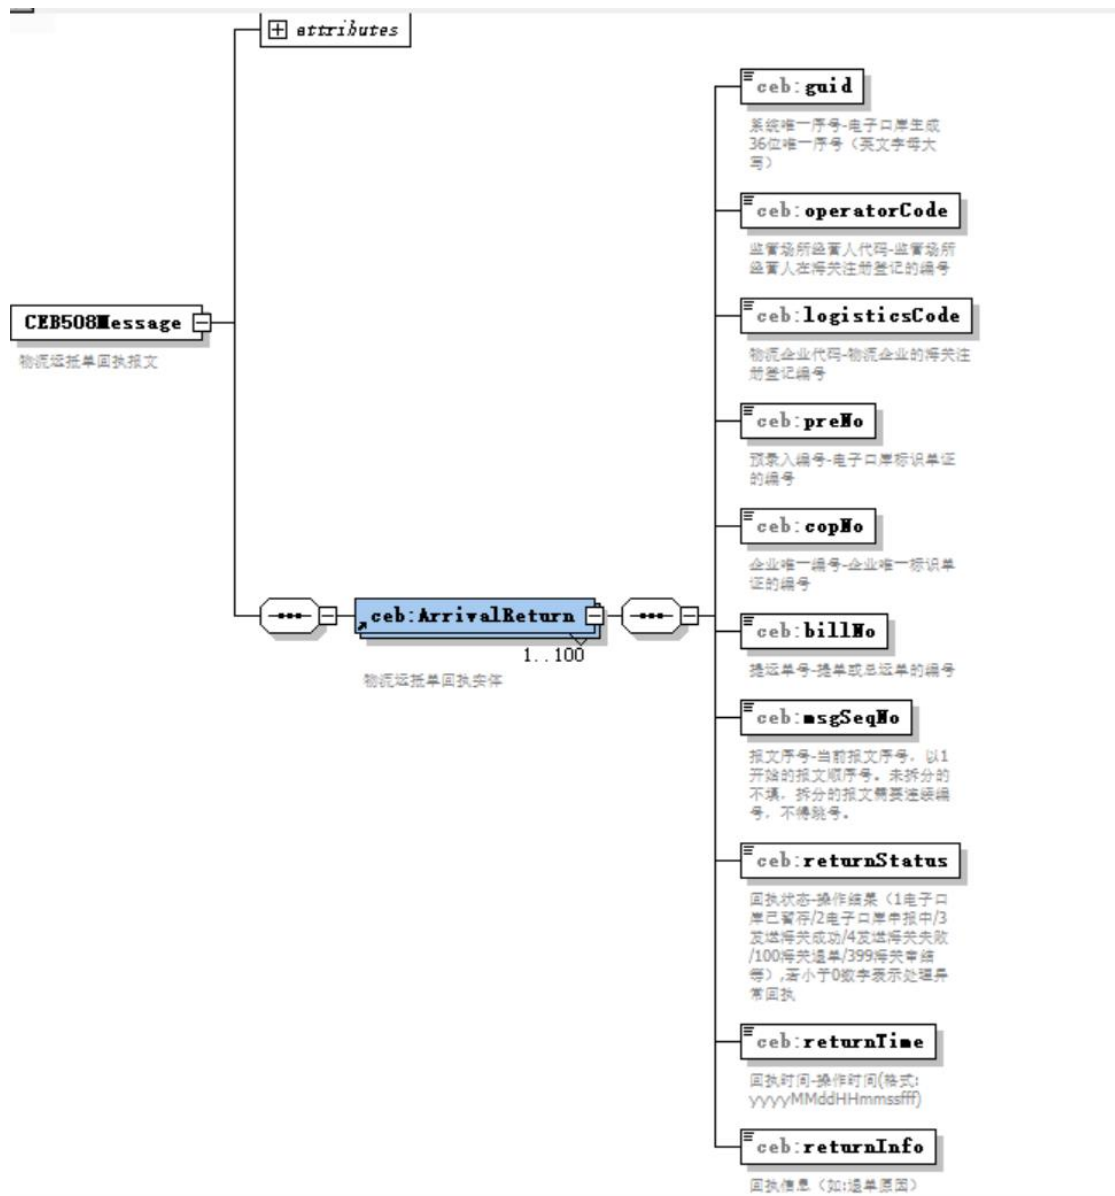 attributes
ceb:guid
系统唯一序号-电子口岸生成
36位唯一序号（英文字母大
写）
ceb:operatorCode
监管场所经营人代码-监管场所
经营人在海关注册登记的编号
CEB508Message
物流运抵单回执报文
ceb:logisticsCode
物流企业代码-物流企业的海关注
册登记编号
ceb:preNo
预录入编号-电子口岸标识单证
的编号
ceb:copNo
企业唯一编号-企业唯一标识单
证的编号
ceb:ArrivalReturn
1..100
物流运抵单回执实体
ceb:billNo
提运单号-提单或总运单的编号
ceb:msgSeqNo
报文序号-当前报文序号，以1
开始的报文顺序号。未拆分的
不填，拆分的报文需要连续编
号，不得跳号。
ceb:returnStatus
回执状态-操作结果（1电子口
岸已暂存/2电子口岸申报中/3
发送海关成功/4发送海关失败
/100海关退单/399海关审结
等）,若小于0数字表示处理异
常回执
ceb:returnTime
回执时间-操作时间(格式:
yyyyMMddHHmmssfff)
ceb:returnInfo
回执信息（如:退单原因）